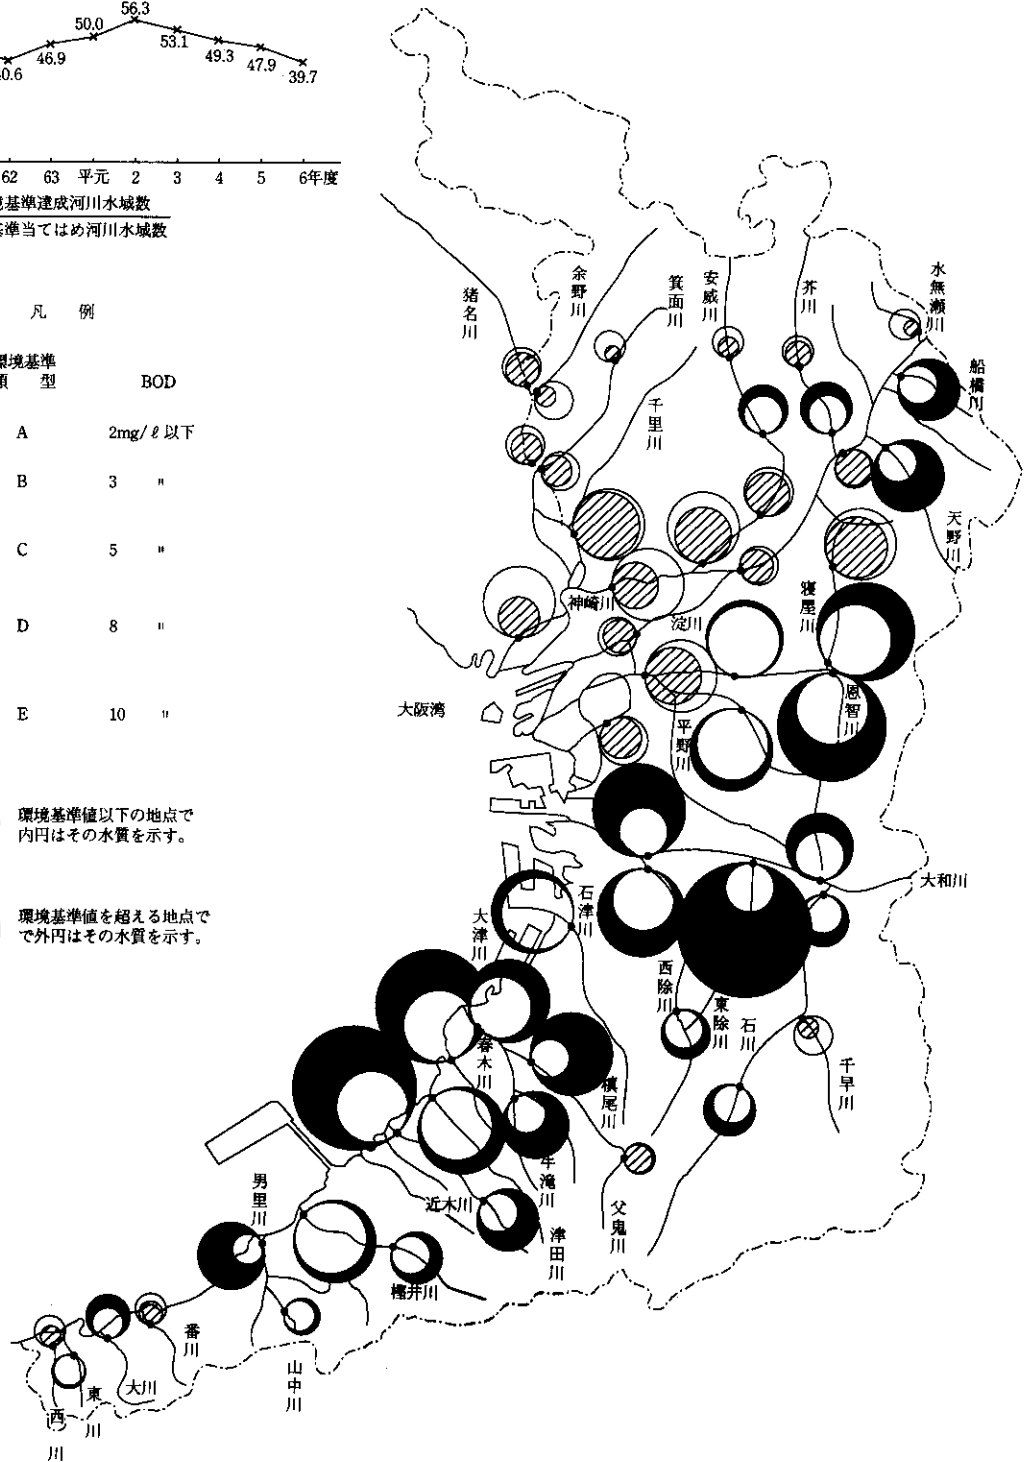 56.3
50.0
53.1
46.9
49.3
47.9
0.6
39.7
62 63 平元 2 3 4 5 6年度
境基準達成河川水域数
基準当てはめ河川水域数
凡 例
環境基準
類 型 BOD
A 2mg/ℓ以下
B 3 〃
C 5 〃
D 8 〃
E 10 〃
環境基準値以下の地点で
内円はその水質を示す。
環境基準値を超える地点で
で外円はその水質を示す。
猪名川
余野川
箕面川
安威川
芥川
水無瀬川
船橋川
千里川
天野川
神崎川
淀川
寝屋川
恩智川
大阪湾
平野川
大和川
石津川
大津川
西除川
東除川
石川
千早川
春木川
槇尾川
牛滝川
近木川
津田川
父鬼川
男里川
樫井川
番川
山中川
大川
東川
西川